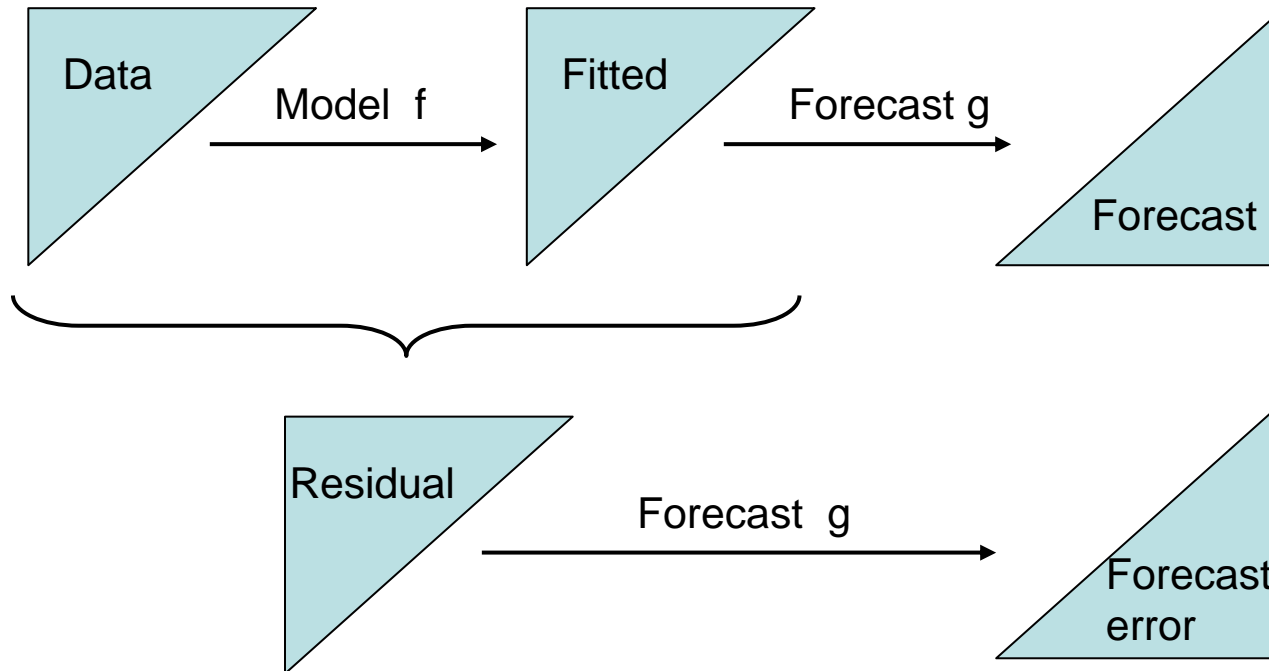 Data
Model f
Fitted
Forecast g
Forecast
Residual
Forecast g
Forecast
error